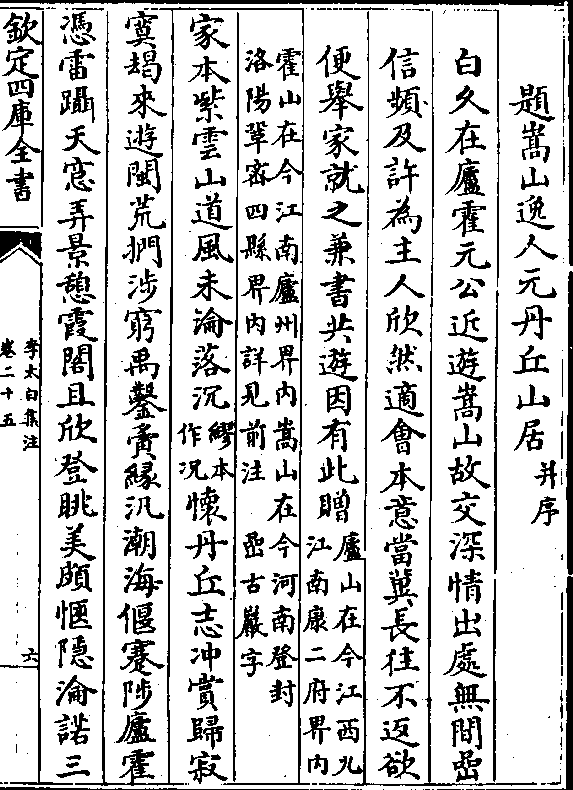 題嵩山逸人元丹丘山居 并序
白久在廬霍元公近遊嵩山故交深情出處無間嵒
信頻及許為主人欣然適會本意當冀長往不返欲
便舉家就之兼書共遊因有此贈 廬山在今江西九
江南康二府界内
霍山在今江南廬州界内嵩山在今河南登封
洛陽鞏密四縣界内詳見前注 嵒古巖字
家本紫雲山道風未淪落沉 繆本
作況 懷丹丘志冲賞歸寂
寞朅來遊閩荒捫涉窮禹鑿夤緣汎潮海偃蹇陟廬霍
憑雷躡天窓弄景憩霞閣且欣登眺美頗愜隱淪諾三
欽定四庫全書
李太白集注
卷二十五
六